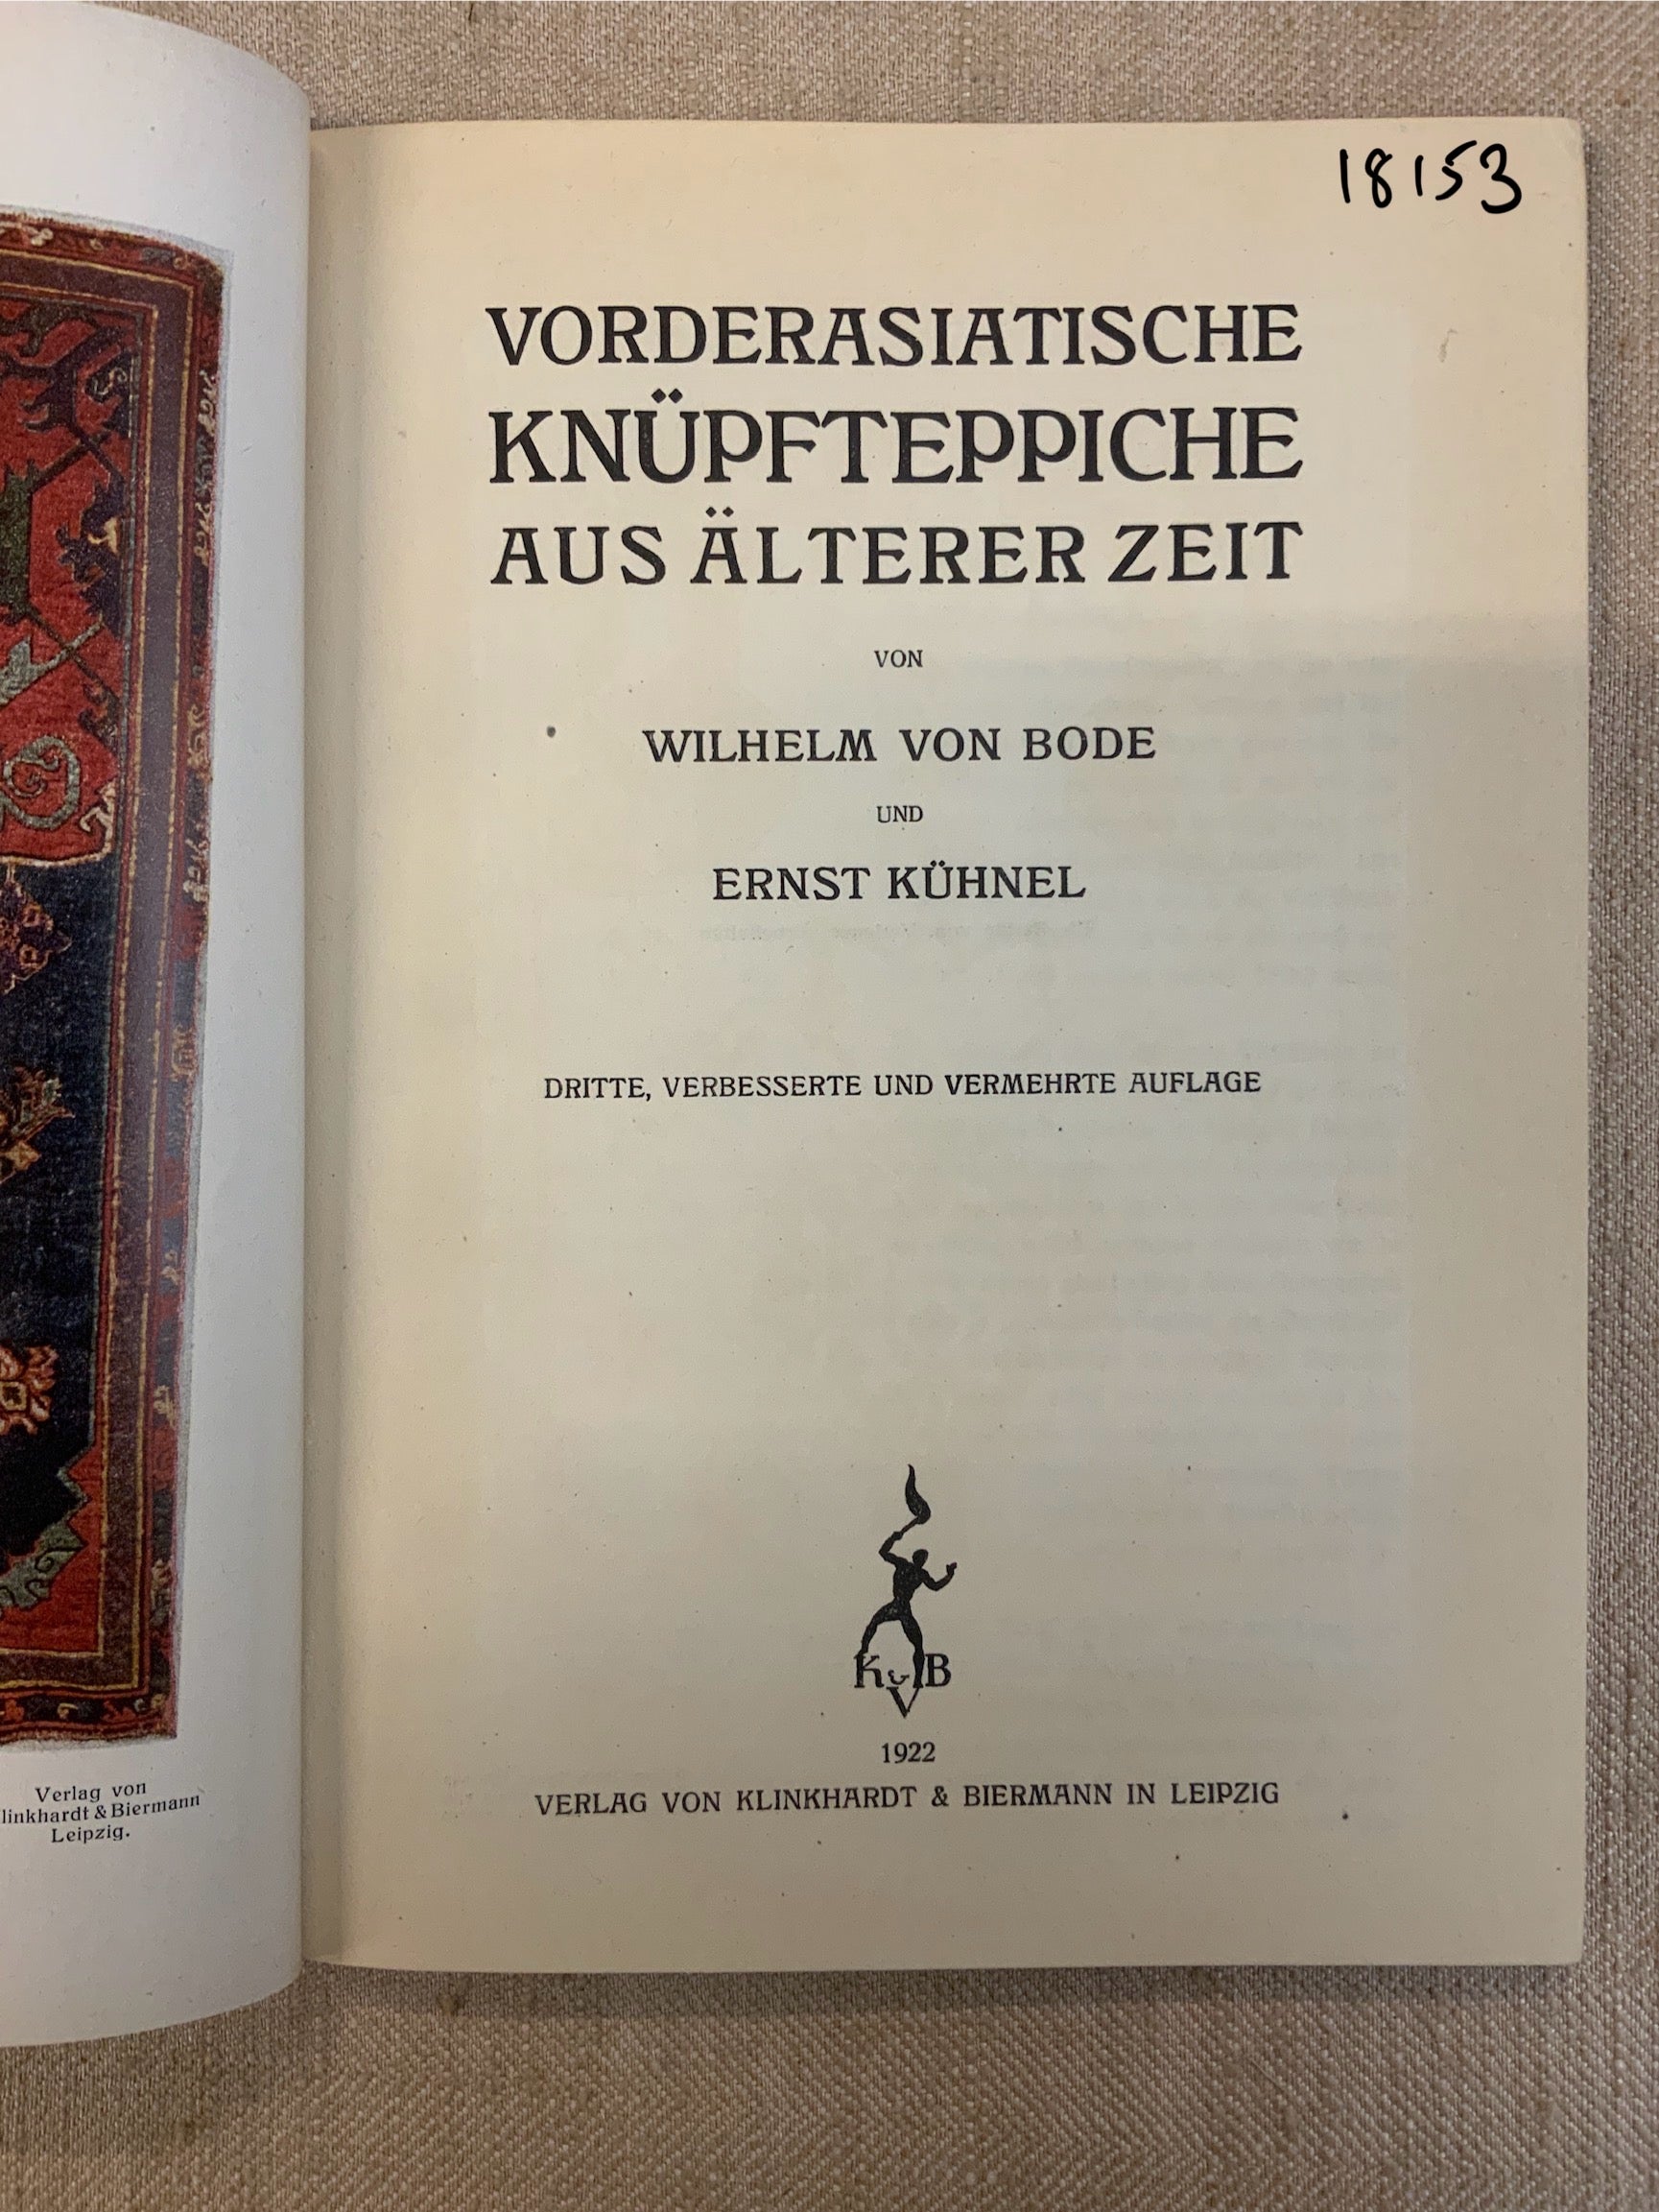 Verlag von
linkhardt & Biermann
Leipzig.
18153
VORDERASIATISCHE
KNÜPFTEPPICHE
AUS ÄLTERER ZEIT
VON
WILHELM VON BODE
UND
ERNST KÜHNEL
DRITTE, VERBESSERTE UND VERMEHRTE AUFLAGE
K u B
V
1922
VERLAG VON KLINKHARDT & BIERMANN IN LEIPZIG